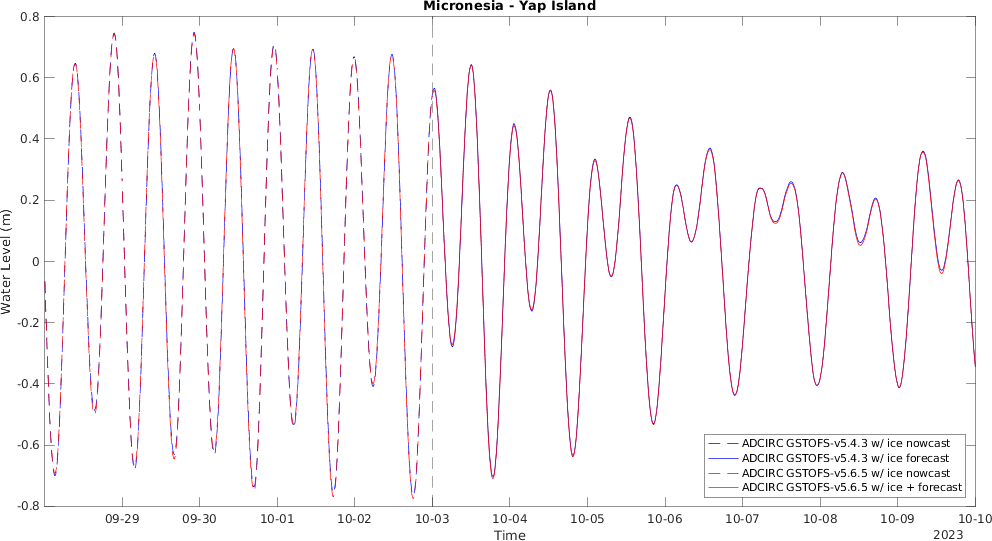 Micronesia - Yap Island
0.8
0.6
0.4
0.2
0
-0.2
-0.4
-0.6
-0.8
Water Level (m)
ADCIRC GSTOFS-v5.4.3 w/ ice nowcast
ADCIRC GSTOFS-v5.4.3 w/ ice forecast
ADCIRC GSTOFS-v5.6.5 w/ ice nowcast
ADCIRC GSTOFS-v5.6.5 w/ ice + forecast
09-29 09-30 10-01 10-02 10-03 10-04 10-05 10-06 10-07 10-08 10-09 10-10
Time
2023